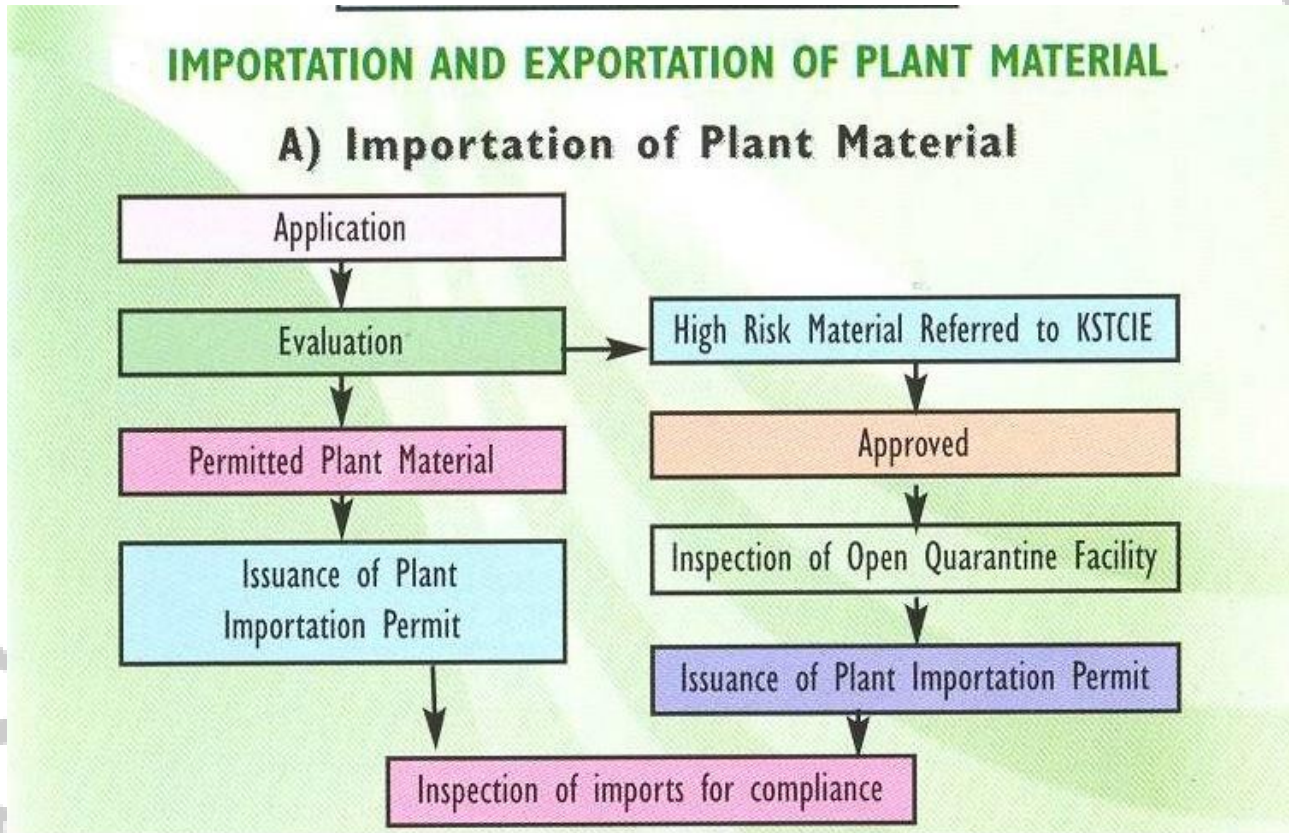 IMPORTATION AND EXPORTATION OF PLANT MATERIAL
A) Importation of Plant Material
Application
Evaluation
High Risk Material Referred to KSTCIE
Permitted Plant Material
Approved
Issuance of Plant
Importation Permit
Inspection of Open Quarantine Facility
Issuance of Plant Importation Permit
Inspection of imports for compliance